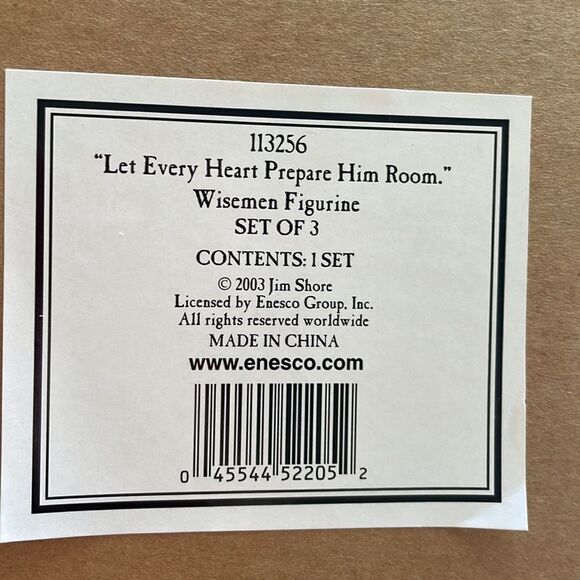 113256
“Let Every Heart Prepare Him Room.”
Wisemen Figurine
SET OF 3
CONTENTS: 1 SET
© 2003 Jim Shore
Licensed by Enesco Group, Inc.
All rights reserved worldwide
MADE IN CHINA
www.enesco.com
0 45544 52205 2